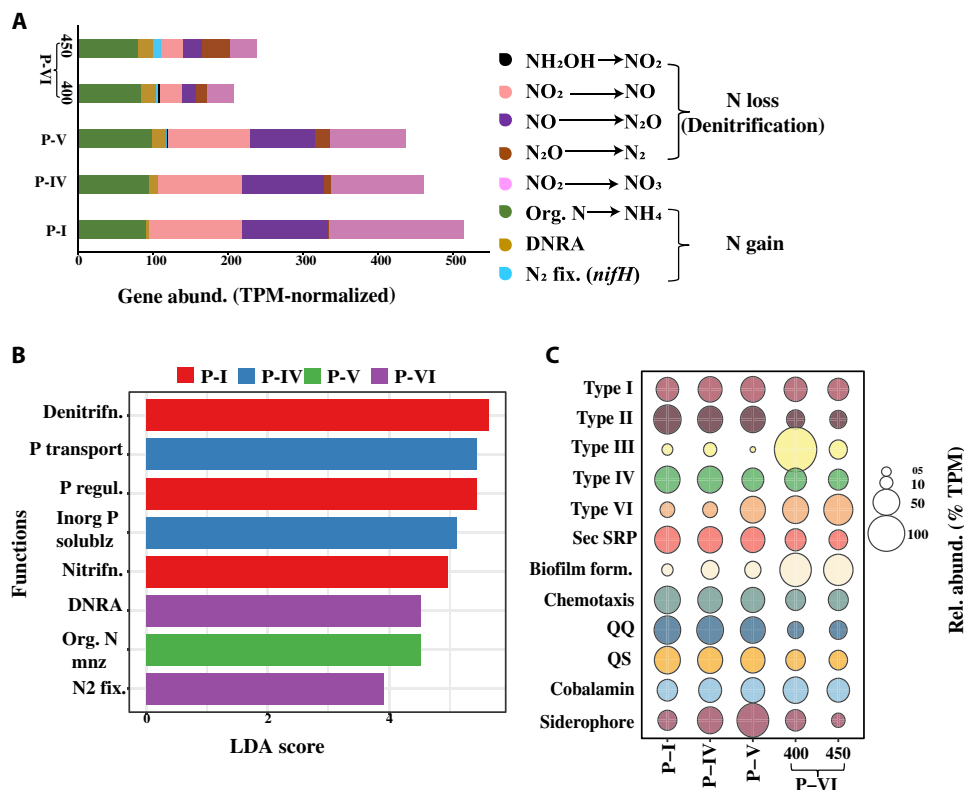 A
450
400
P-VI
P-V
P-IV
P-I
0 100 200 300 400 500
Gene abund. (TPM-normalized)
NH₂OH→NO₂
NO₂→NO
NO→N₂O
N₂O→N₂
NO₂→NO₃
Org. N→NH₄
DNRA
N₂ fix. (nifH)
N loss
(Denitrification)
N gain
B
P-I P-IV P-V P-VI
Denitrifn.
P transport
P regul.
Inorg P
solublz
Nitrifn.
DNRA
Org. N
mnz
N2 fix.
Functions
0 2 4
LDA score
C
Type I
Type II
Type III
Type IV
Type VI
Sec SRP
Biofilm form.
Chemotaxis
QQ
QS
Cobalamin
Siderophore
P-I P-IV P-V 400 450
P-VI
05
10
50
100
Rel. abund. (% TPM)